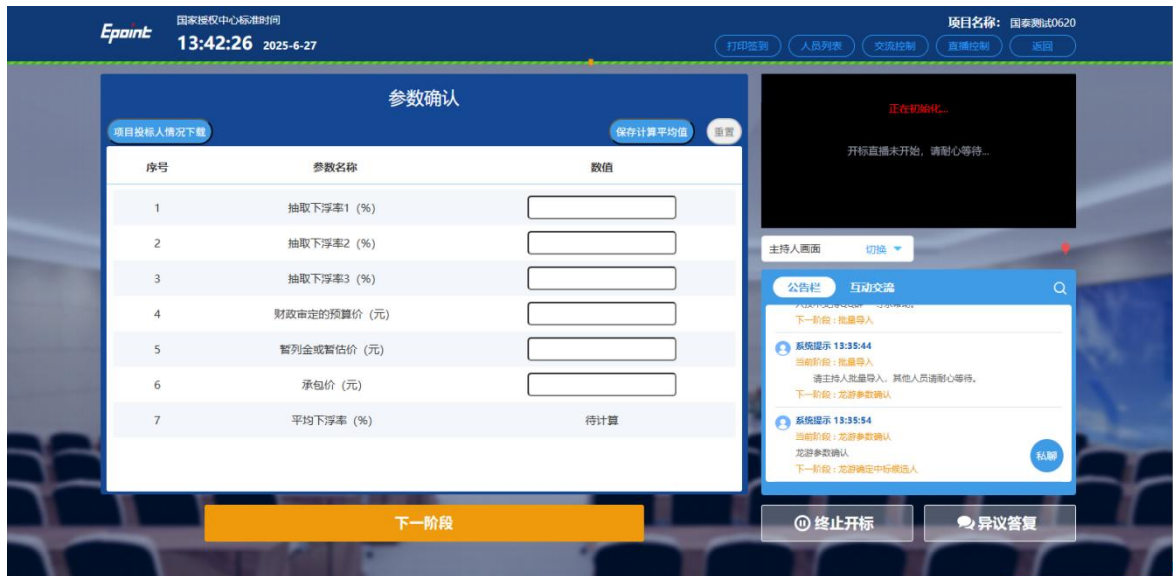 Epoint
国家授权中心标准时间
13:42:26 2025-6-27
项目名称: 国泰测试0620
打印签到 人员列表 交流控制 直播控制 返回
参数确认
项目投标人情况下载 保存计算平均值 重置
序号 参数名称 数值
1 抽取下浮率1 (%)
2 抽取下浮率2 (%)
3 抽取下浮率3 (%)
4 财政审定的预算价 (元)
5 暂列金或暂估价 (元)
6 承包价 (元)
7 平均下浮率 (%) 待计算
下一阶段
正在初始化...
开标直播未开始, 请耐心等待...
主持人画面 切换
公告栏 互动交流
下一阶段 : 批量导入
系统提示 13:35:44
当前阶段 : 批量导入
请主持人批量导入, 其他人员请耐心等待。
下一阶段 : 龙游参数确认
系统提示 13:35:54
当前阶段 : 龙游参数确认
龙游参数确认
下一阶段 : 龙游确定中标候选人
私聊
终止开标 异议答复